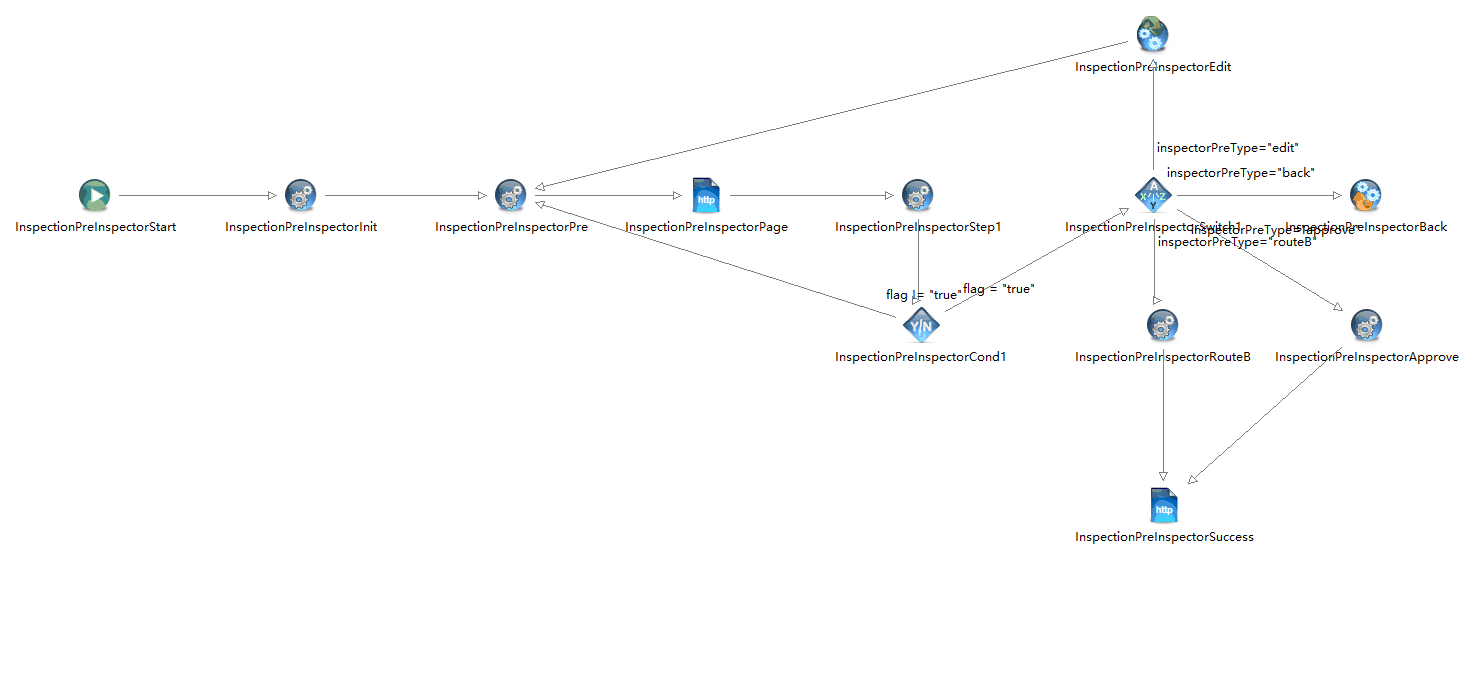 InspectionPreInspectorEdit
inspectorPreType="edit"
inspectorPreType="back"
http
A
X Z
Y
InspectionPreInspectorStart
InspectionPreInspectorInit
InspectionPreInspectorPre
InspectionPreInspectorPage
InspectionPreInspectorStep1
InspectionPreInspectorSwitch1
inspectorPreType="approve"
InspectionPreInspectorBack
inspectorPreType="routeB"
flag != "true"
flag = "true"
Y|N
InspectionPreInspectorCond1
InspectionPreInspectorRouteB
InspectionPreInspectorApprove
http
InspectionPreInspectorSuccess